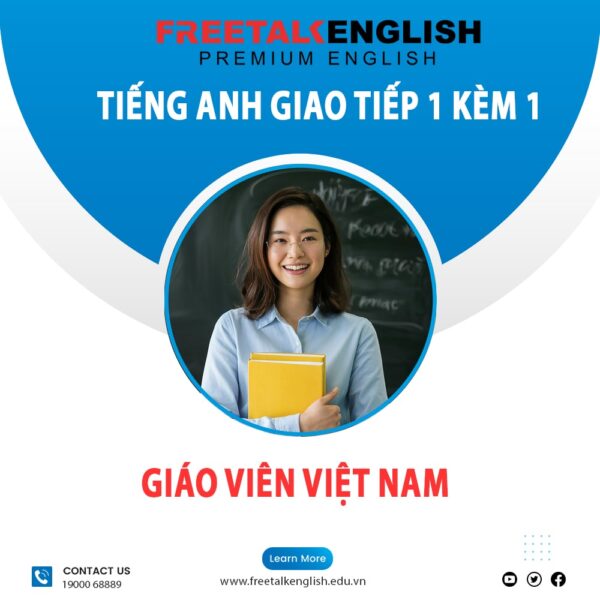 FREETALKENGLISH
PREMIUM ENGLISH
TIẾNG ANH GIAO TIẾP 1 KÈM 1
GIÁO VIÊN VIỆT NAM
Learn More
CONTACT US
19000 68889
www.freetalkenglish.edu.vn